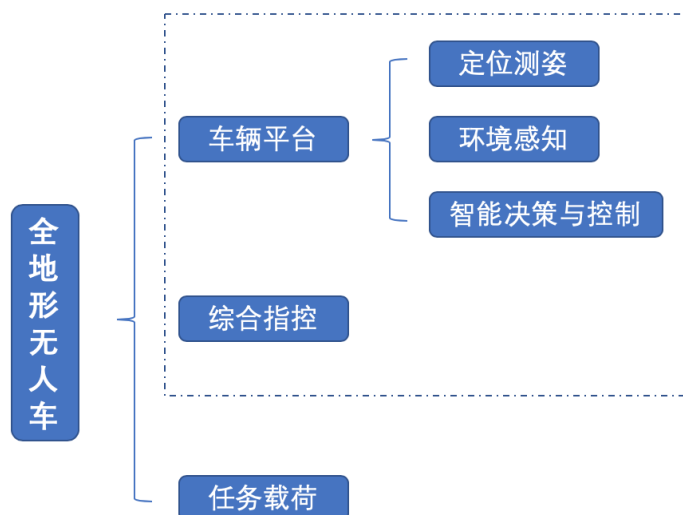 全地形无人车
车辆平台
定位测姿
环境感知
智能决策与控制
综合指控
任务载荷